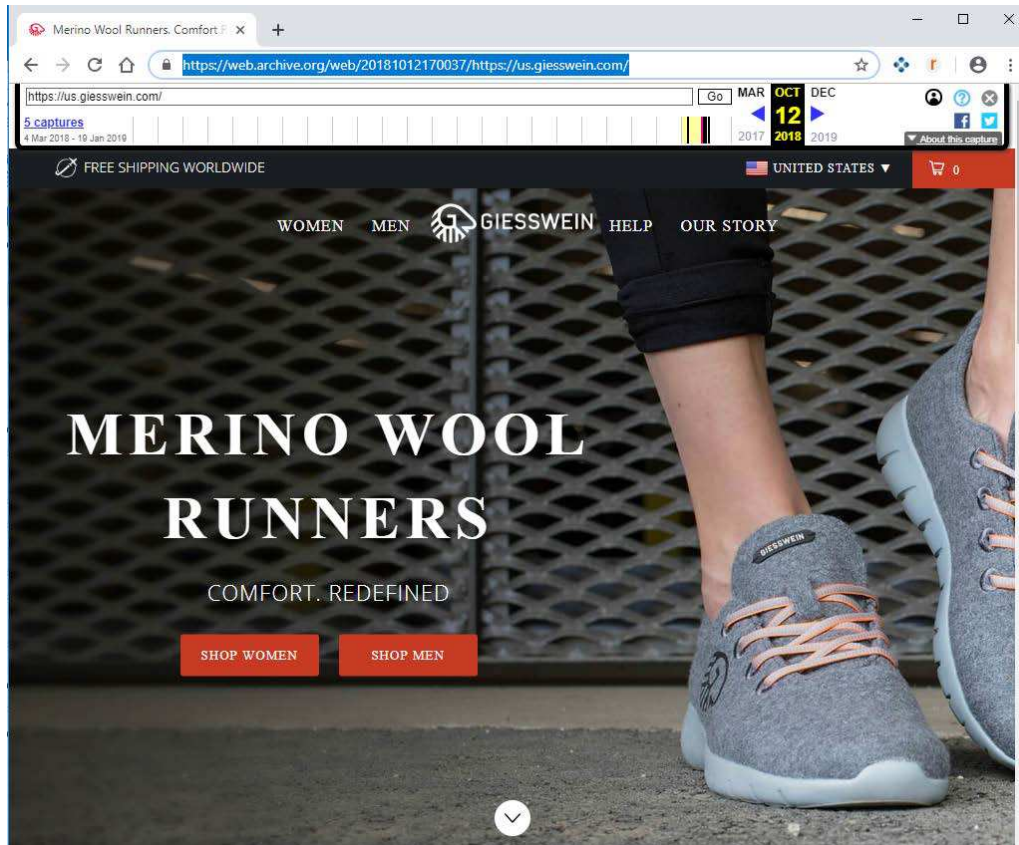 Merino Wool Runners. Comfort
https://web.archive.org/web/20181012170037/https://us.giesswein.com/
https://us.giesswein.com/
Go
MAR OCT DEC
5 captures
12
4 Mar 2018 - 19 Jan 2019
2017 2018 2019
About this capture
FREE SHIPPING WORLDWIDE
UNITED STATES
0
WOMEN MEN GIESSWEIN HELP OUR STORY
MERINO WOOL
RUNNERS
COMFORT. REDEFINED
SHOP WOMEN SHOP MEN
GIESSWEIN